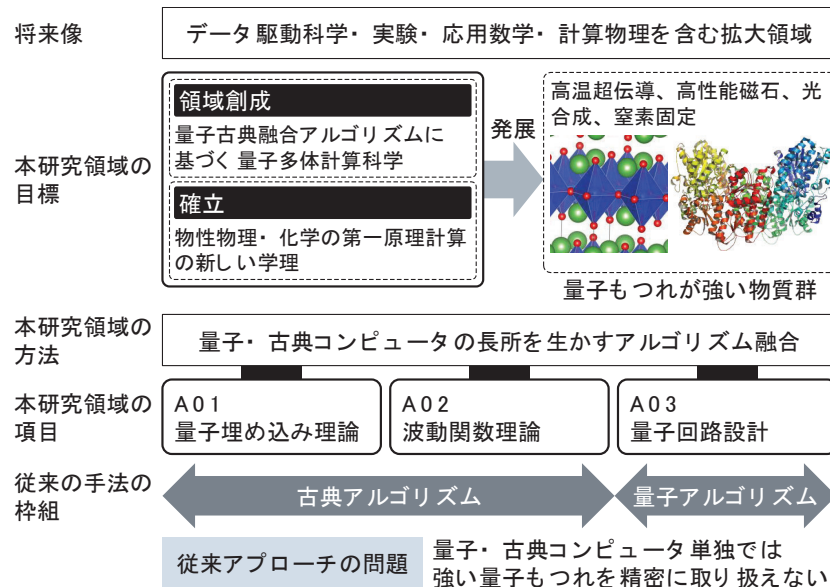 将来像
データ駆動科学・実験・応用数学・計算物理を含む拡大領域
本研究領域の
目標
領域創成
量子古典融合アルゴリズムに
基づく量子多体計算科学
確立
物性物理・化学の第一原理計算
の新しい学理
発展
高温超伝導、高性能磁石、光
合成、窒素固定
量子もつれが強い物質群
本研究領域の
方法
量子・古典コンピュータの長所を生かすアルゴリズム融合
本研究領域の
項目
A01
量子埋め込み理論
A02
波動関数理論
A03
量子回路設計
従来の手法の
枠組
古典アルゴリズム
量子アルゴリズム
従来アプローチの問題
量子・古典コンピュータ単独では
強い量子もつれを精密に取り扱えない